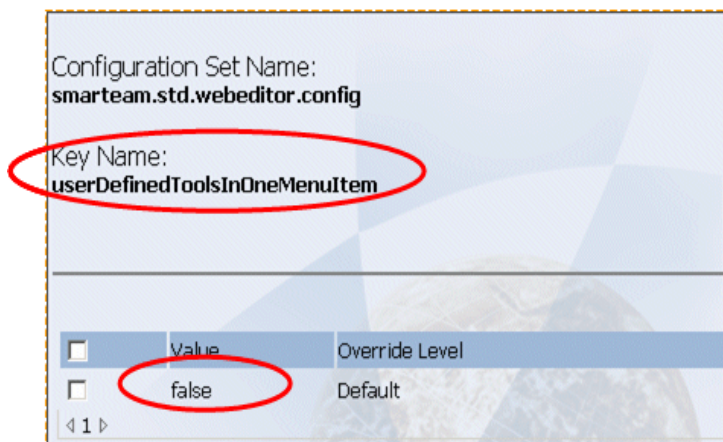 Configuration Set Name:
smarteam.std.webeditor.config
Key Name:
userDefinedToolsInOneMenuItem
Value Override Level
false Default
1